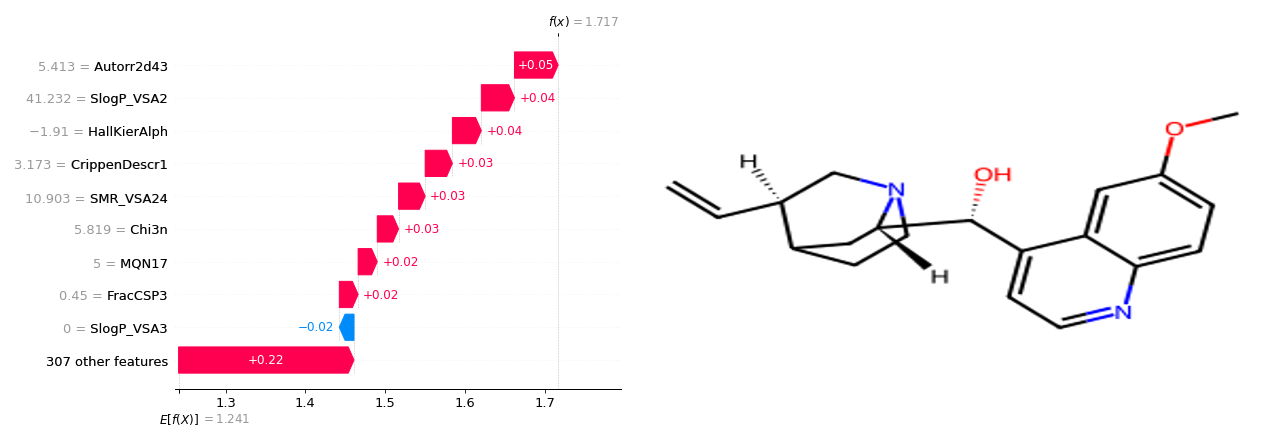 f(x) = 1.717
5.413 = Autorr2d43
+0.05
41.232 = SlogP_VSA2
+0.04
−1.91 = HallKierAlph
+0.04
3.173 = CrippenDescr1
+0.03
10.903 = SMR_VSA24
+0.03
5.819 = Chi3n
+0.03
5 = MQN17
+0.02
0.45 = FracCSP3
+0.02
0 = SlogP_VSA3
−0.02
307 other features
+0.22
1.3 1.4 1.5 1.6 1.7
E[f(X)] = 1.241
O
H
OH
N
H
N